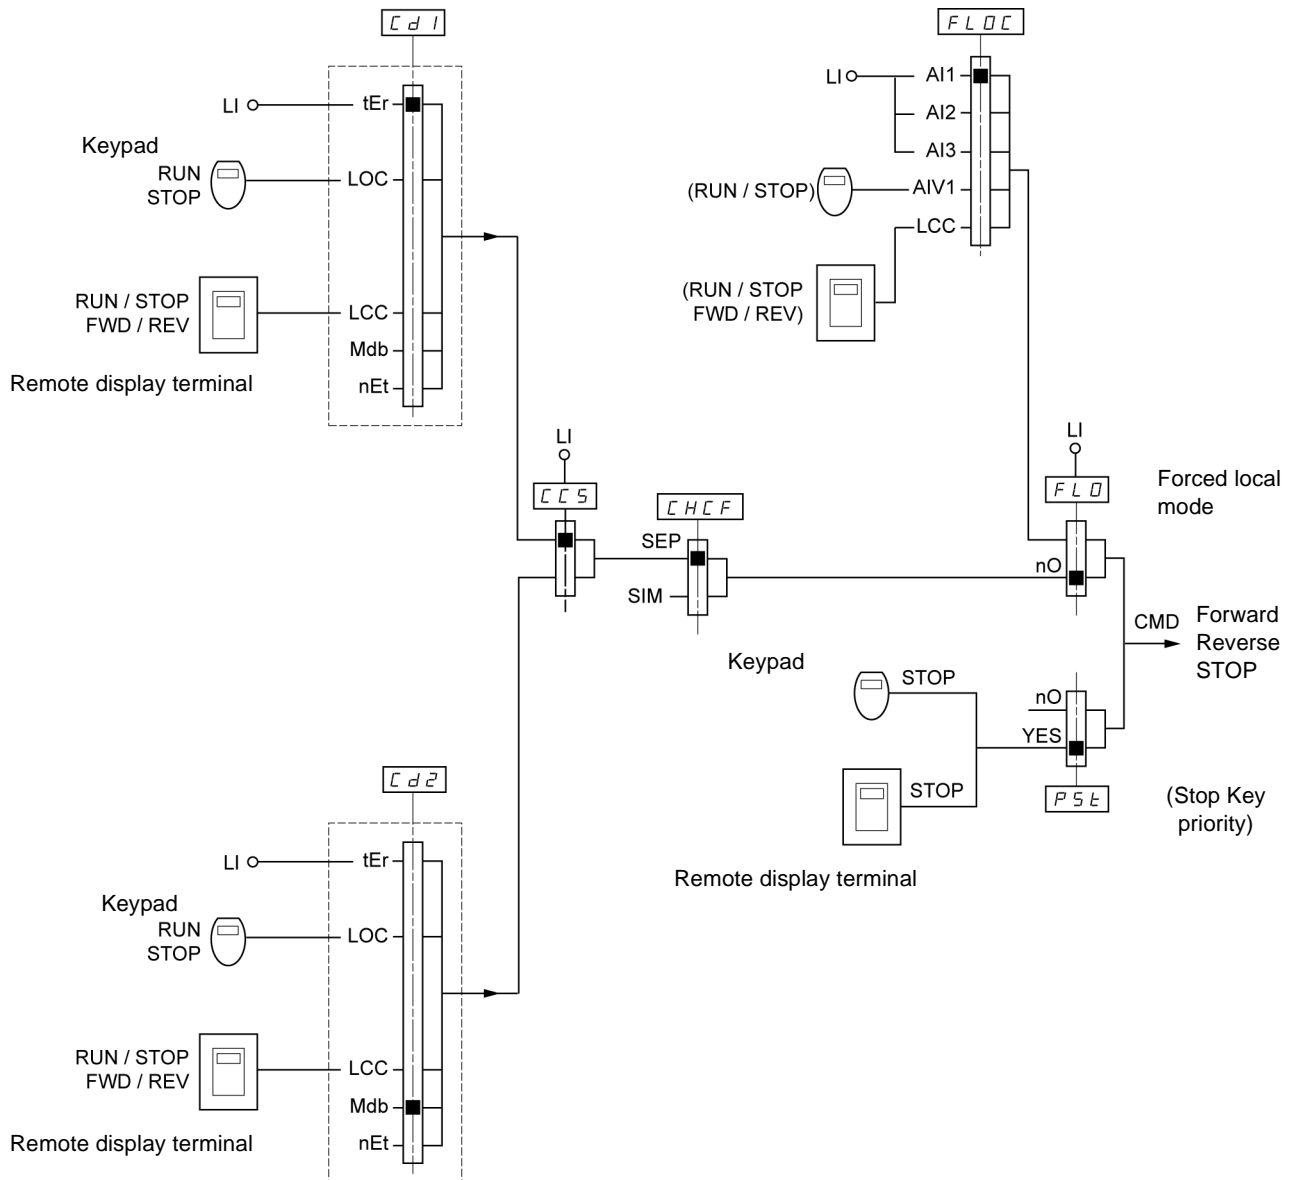 Cd1
LI
tEr
Keypad
RUN
STOP
LOC
RUN / STOP
FWD / REV
LCC
Mdb
nEt
Remote display terminal
FLOC
LI
AI1
AI2
AI3
(RUN / STOP)
AIV1
LCC
(RUN / STOP
FWD / REV)
LI
CCS
CHCF
SEP
SIM
LI
FLO
nO
Forced local
mode
CMD
Forward
Reverse
STOP
Keypad
STOP
STOP
nO
YES
PSt
(Stop Key
priority)
Remote display terminal
Cd2
LI
tEr
Keypad
RUN
STOP
LOC
RUN / STOP
FWD / REV
LCC
Mdb
nEt
Remote display terminal